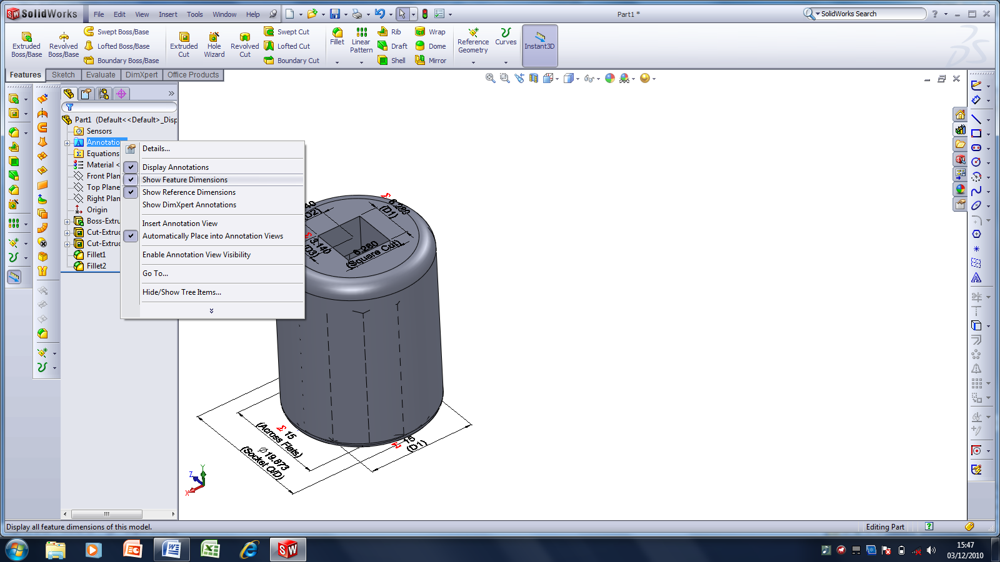 SolidWorks File Edit View Insert Tools Window Help Part1 * SolidWorks Search
Extruded Boss/Base
Revolved Boss/Base
Swept Boss/Base
Lofted Boss/Base
Boundary Boss/Base
Extruded Cut
Hole Wizard
Revolved Cut
Swept Cut
Lofted Cut
Boundary Cut
Fillet
Linear Pattern
Rib
Draft
Shell
Wrap
Dome
Mirror
Reference Geometry
Curves
Instant3D
Features Sketch Evaluate DimXpert Office Products
Part1 (Default<<Default>_Disp
Sensors
Annotatio
Equations
Material <
Front Plan
Top Plane
Right Plan
Origin
Boss-Extru
Cut-Extru
Cut-Extru
Fillet1
Fillet2
Details...
Display Annotations
Show Feature Dimensions
Show Reference Dimensions
Show DimXpert Annotations
Insert Annotation View
Automatically Place into Annotation Views
Enable Annotation View Visibility
Go To...
Hide/Show Tree Items...
40
(D2)
6.280
(D1)
3.140
(D3)
6.280
(Square Cut)
Σ 15
(Across Flats)
Ø19.873
(Socket O/D)
Σ 15
(D1)
Y
Z
X
Display all feature dimensions of this model. Editing Part
15:47
03/12/2010